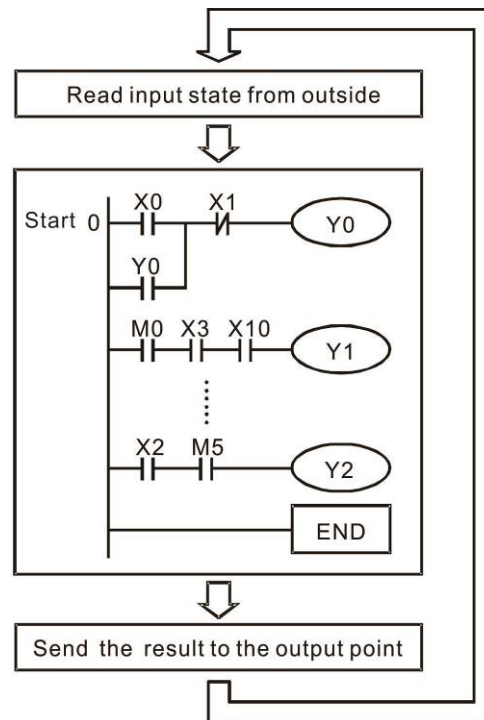 Read input state from outside
X0 X1
Start 0 Y0
Y0
M0 X3 X10
Y1
X2 M5
Y2
END
Send the result to the output point